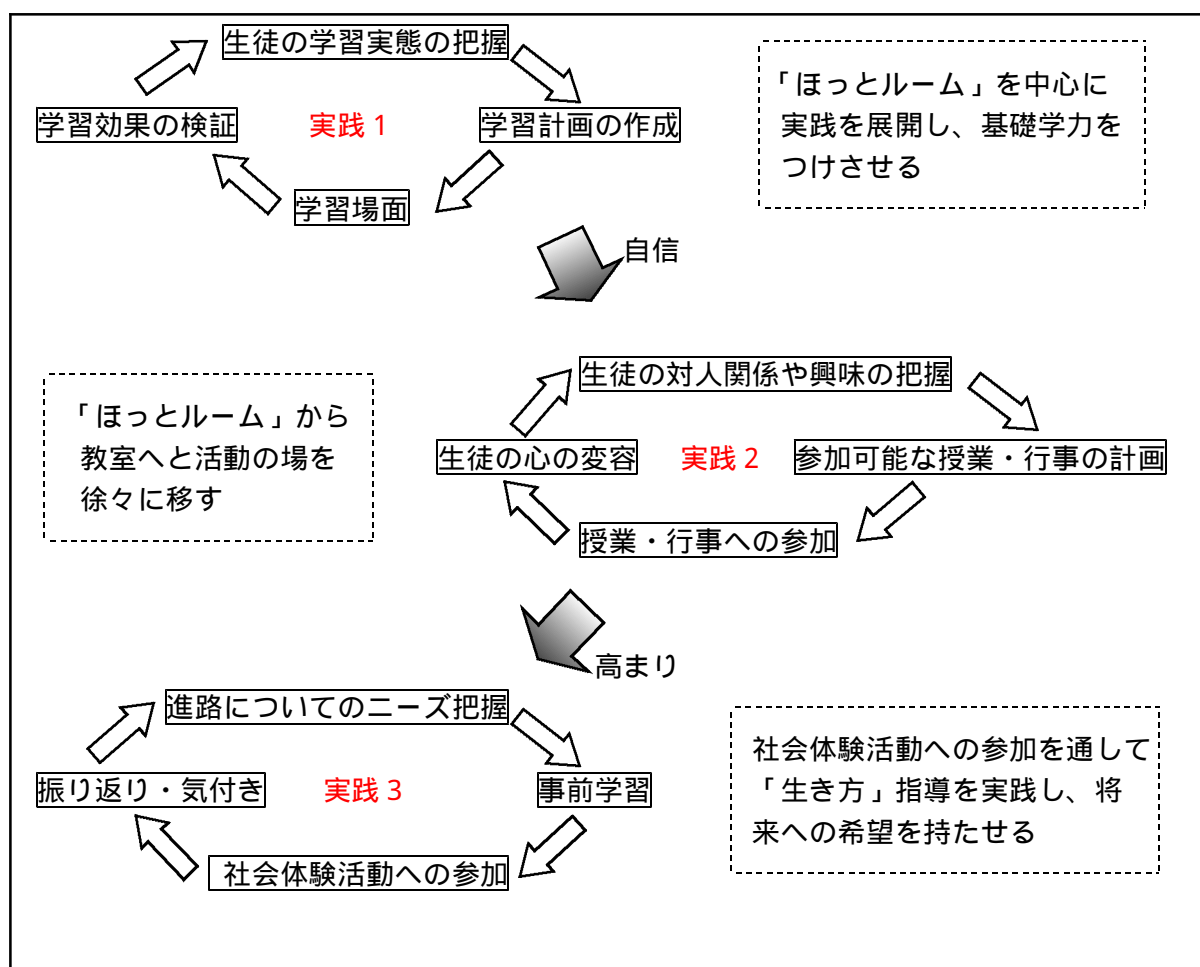 生徒の学習実態の把握
学習効果の検証
実践1
学習計画の作成
学習場面
「ほっとルーム」を中心に
実践を展開し、基礎学力を
つけさせる
自信
「ほっとルーム」から
教室へと活動の場を
徐々に移す
生徒の対人関係や興味の把握
生徒の心の変容
実践2
参加可能な授業・行事の計画
授業・行事への参加
高まり
進路についてのニーズ把握
振り返り・気付き
実践3
事前学習
社会体験活動への参加
社会体験活動への参加を通して
「生き方」指導を実践し、将
来への希望を持たせる